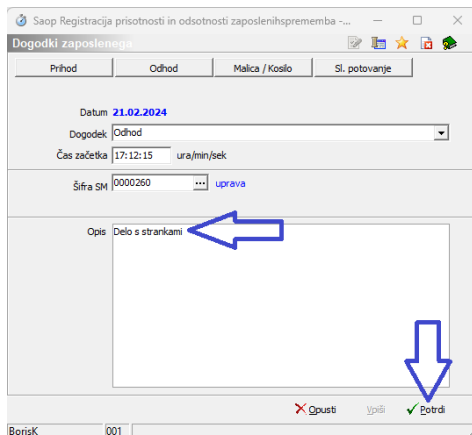 Saop Registracija prisotnosti in odsotnosti zaposlenihsprememba -...
Dogodki zaposlenega
Prihod Odhod Malica / Kosilo Sl. potovanje
Datum 21.02.2024
Dogodek Odhod
Čas začetka 17:12:15 ura/min/sek
Šifra SM 0000260 ... uprava
Opis Delo s strankami
Opusti Vpiši Potrdi
BorisK 001